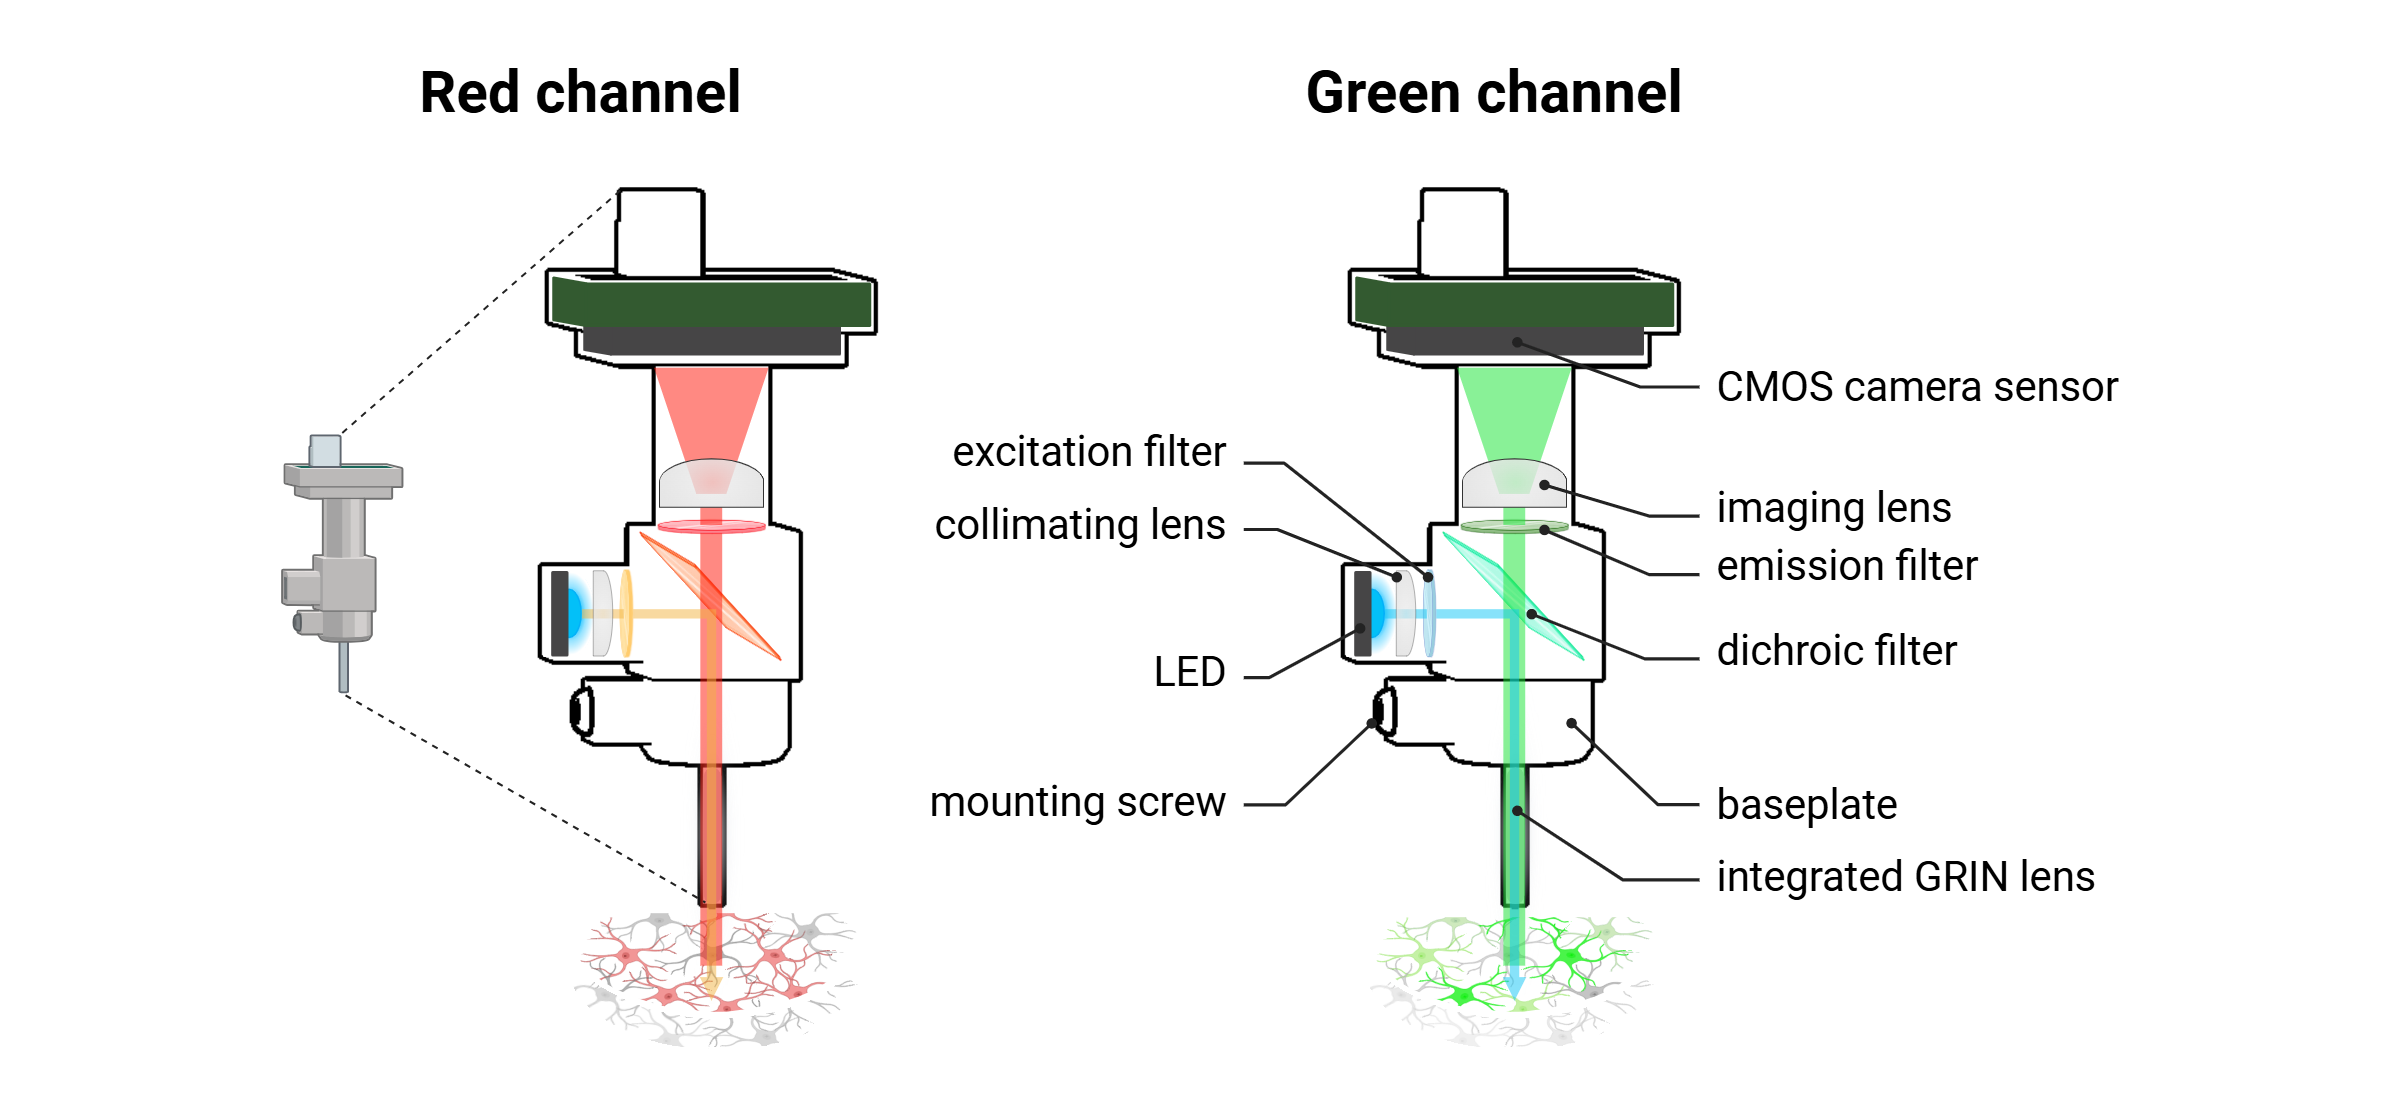 Red channel
Green channel
CMOS camera sensor
excitation filter
collimating lens
imaging lens
emission filter
dichroic filter
LED
mounting screw
baseplate
integrated GRIN lens